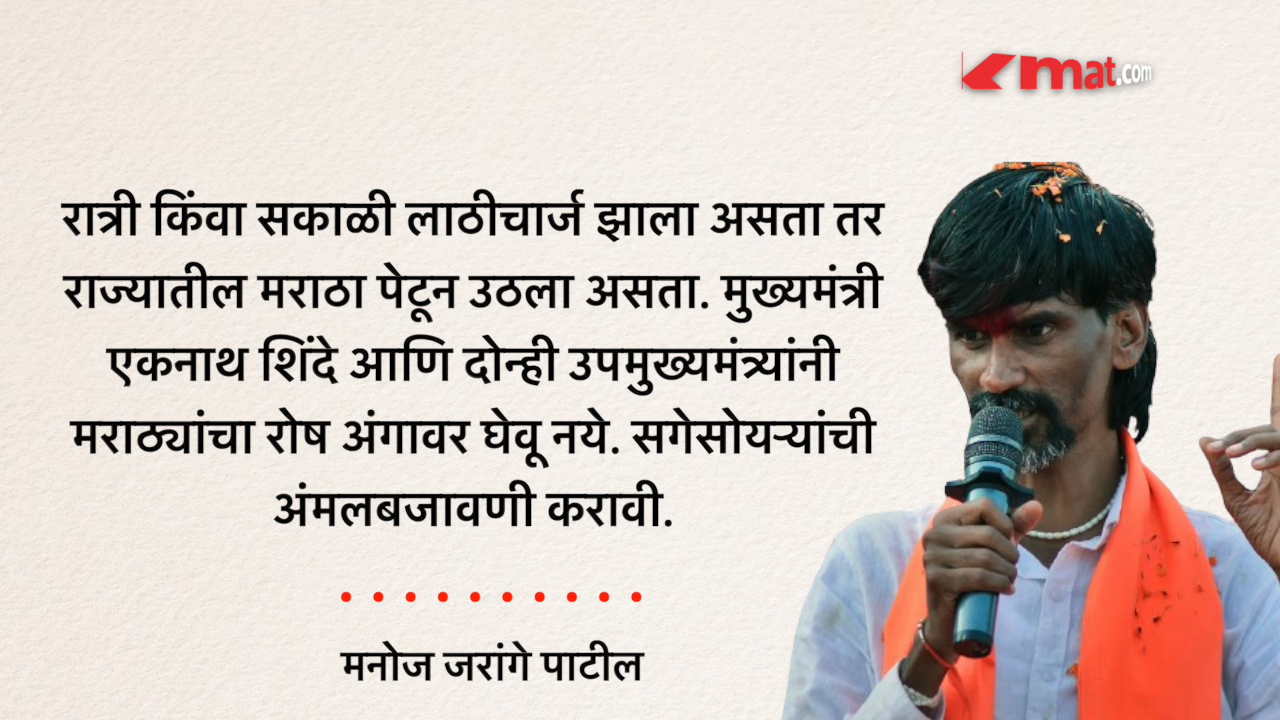 Kmat.com
रात्री किंवा सकाळी लाठीचार्ज झाला असता तर
राज्यातील मराठा पेटून उठला असता. मुख्यमंत्री
एकनाथ शिंदे आणि दोन्ही उपमुख्यमंत्र्यांनी
मराठ्यांचा रोष अंगावर घेवू नये. सगेसोयऱ्यांची
अंमलबजावणी करावी.
मनोज जरांगे पाटील